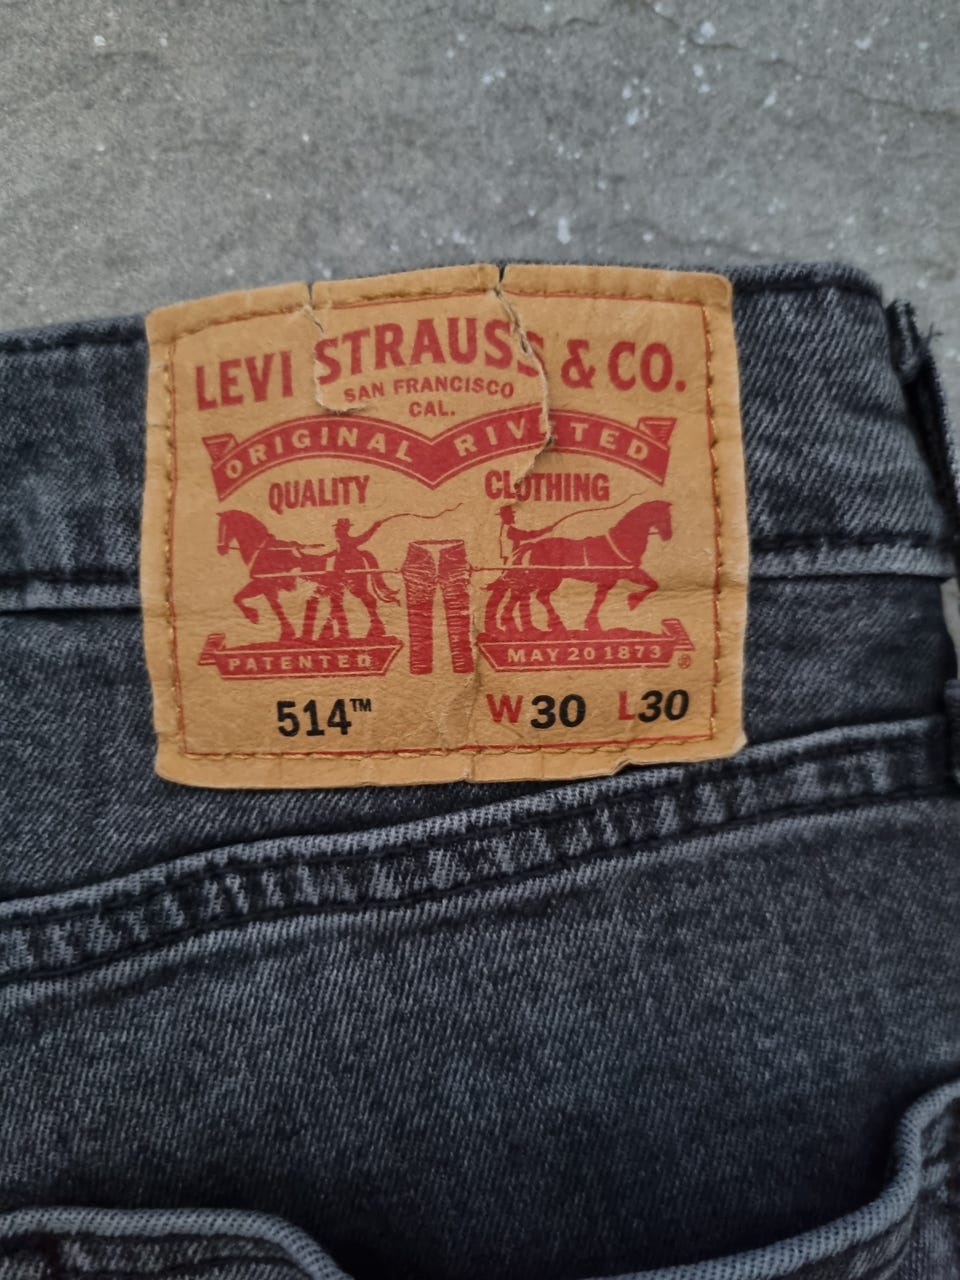 LEVI STRAUSS & CO.
SAN FRANCISCO
CAL.
ORIGINAL RIVETED
QUALITY CLOTHING
PATENTED MAY 20 1873 ®
514™ W30 L30